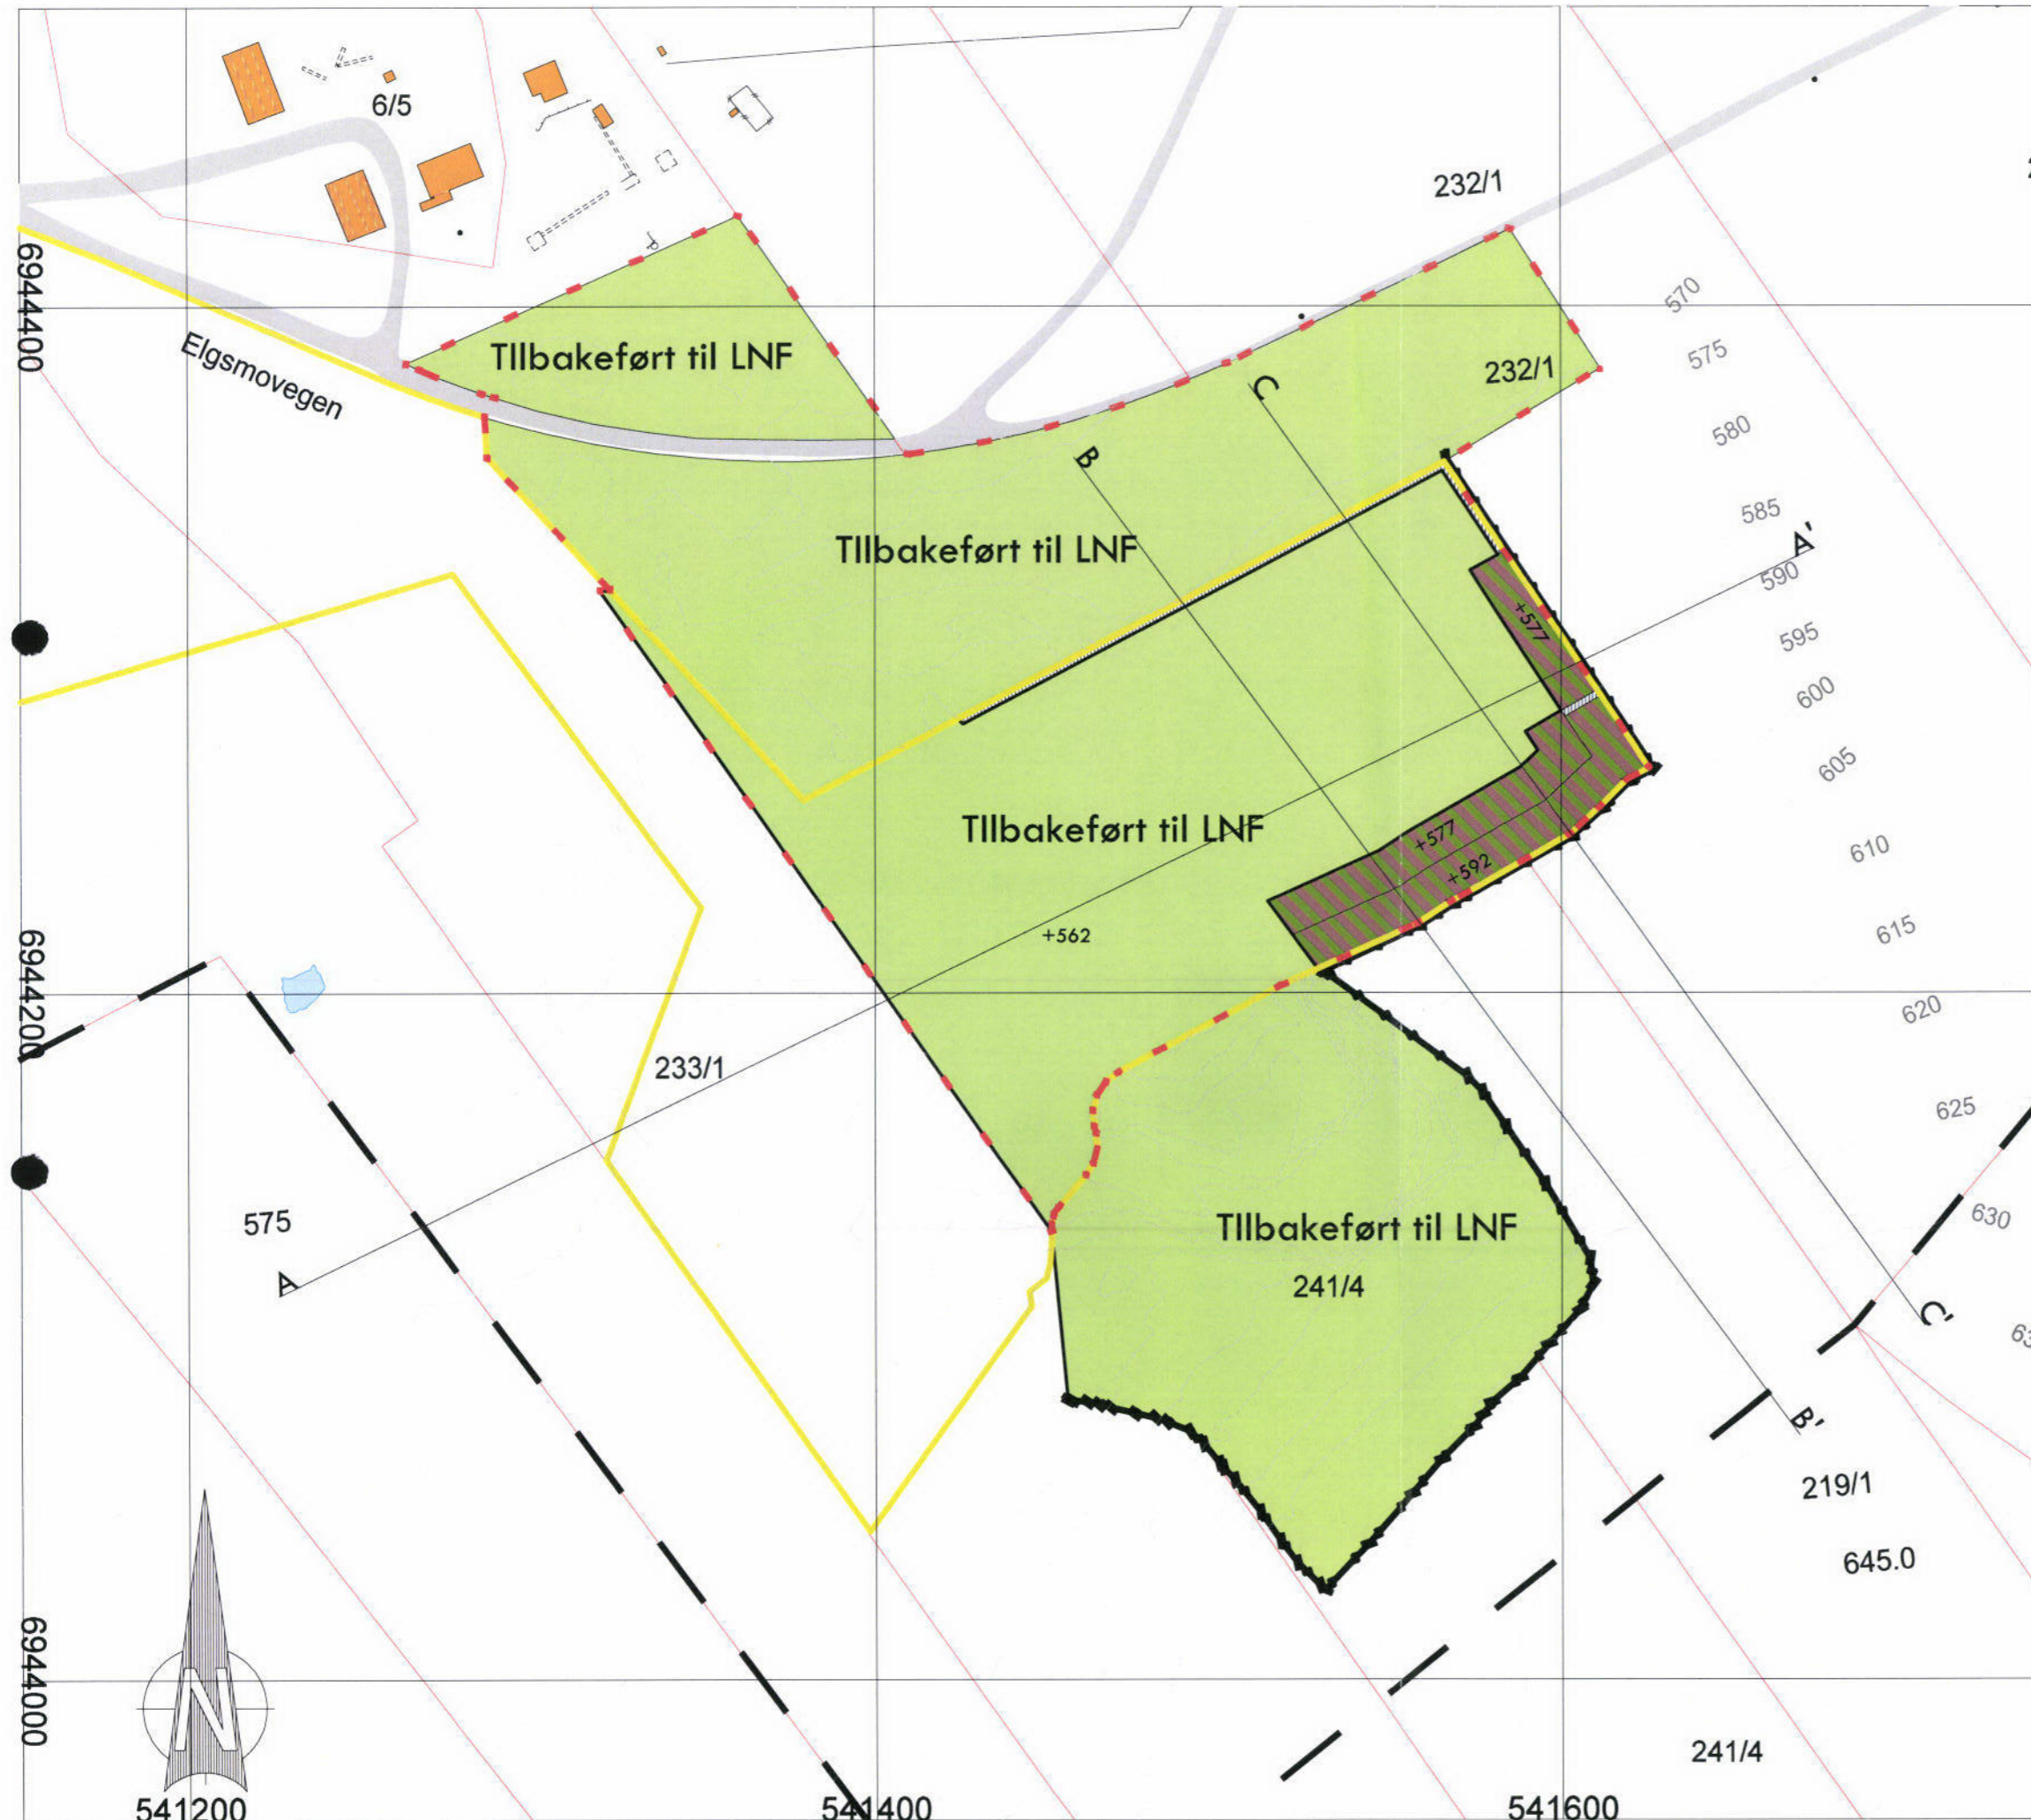 6/5
232/1
6944400
Elgsmovegen
TIlbakeført til LNF
232/1
570
575
C
580
B
TIlbakeført til LNF
585
A'
590
+577
595
600
605
TIlbakeført til LNF
+577
610
+592
+562
615
6944200
620
233/1
625
575
TIlbakeført til LNF
630
A
241/4
C'
B'
219/1
645.0
6944000
N
241/4
541200
541400
541600